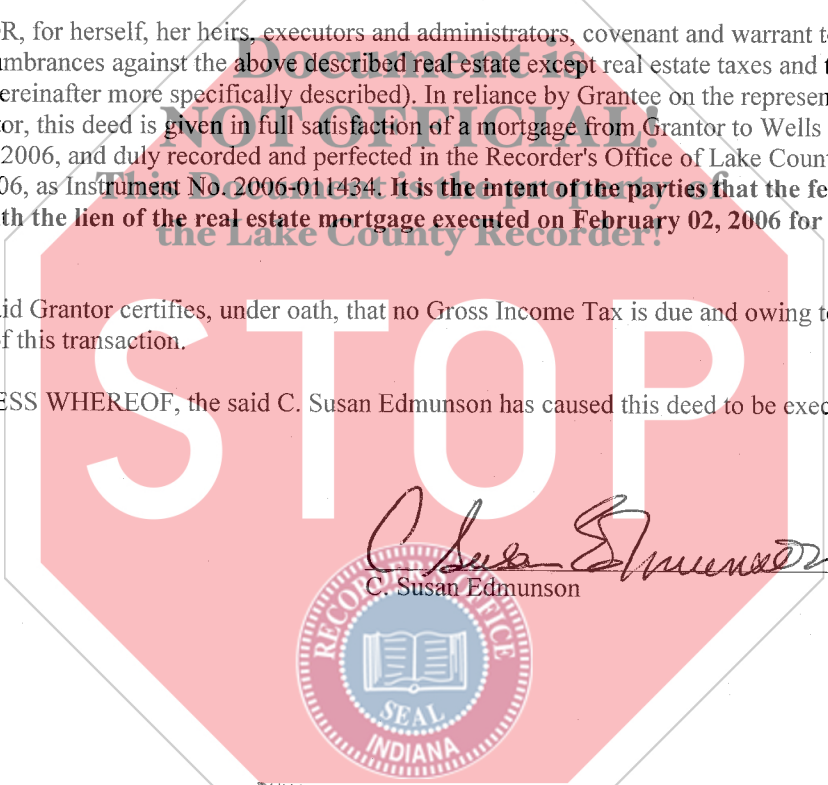 R, for herself, her heirs, executors and administrators, covenant and warrant t
Document is
mbrances against the above described real estate except real estate taxes and t
ereinafter more specifically described). In reliance by Grantee on the represen
NOT OFFICIAL!
or, this deed is given in full satisfaction of a mortgage from Grantor to Wells
2006, and duly recorded and perfected in the Recorder's Office of Lake Coun
06, as Instrument No. 2006-011434. It is the intent of the parties that the fe
This Document is the property of
th the lien of the real estate mortgage executed on February 02, 2006 for
the Lake County Recorder!
id Grantor certifies, under oath, that no Gross Income Tax is due and owing t
f this transaction.
STOP
ESS WHEREOF, the said C. Susan Edmunson has caused this deed to be exec
C Susan Edmunson
C. Susan Edmunson
RECORDER'S OFFICE
SEAL
INDIANA